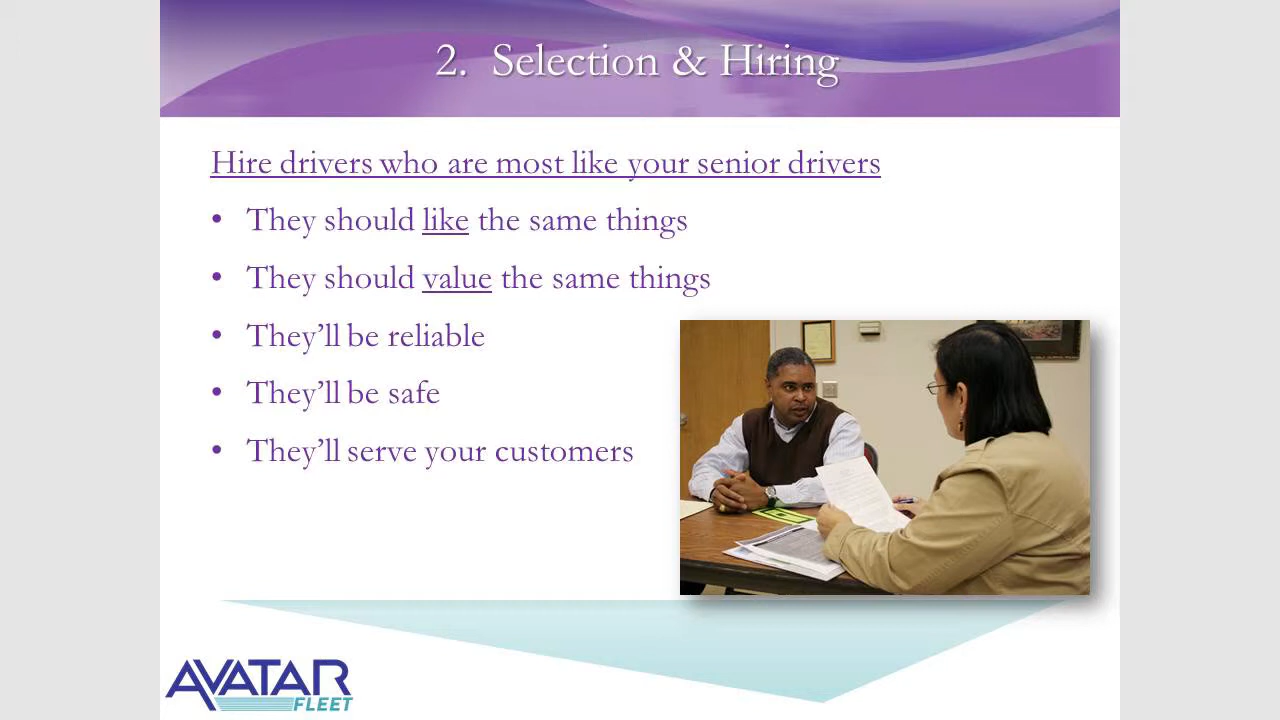 2. Selection & Hiring
Hire drivers who are most like your senior drivers
• They should like the same things
• They should value the same things
• They’ll be reliable
• They’ll be safe
• They’ll serve your customers
AVATAR
FLEET